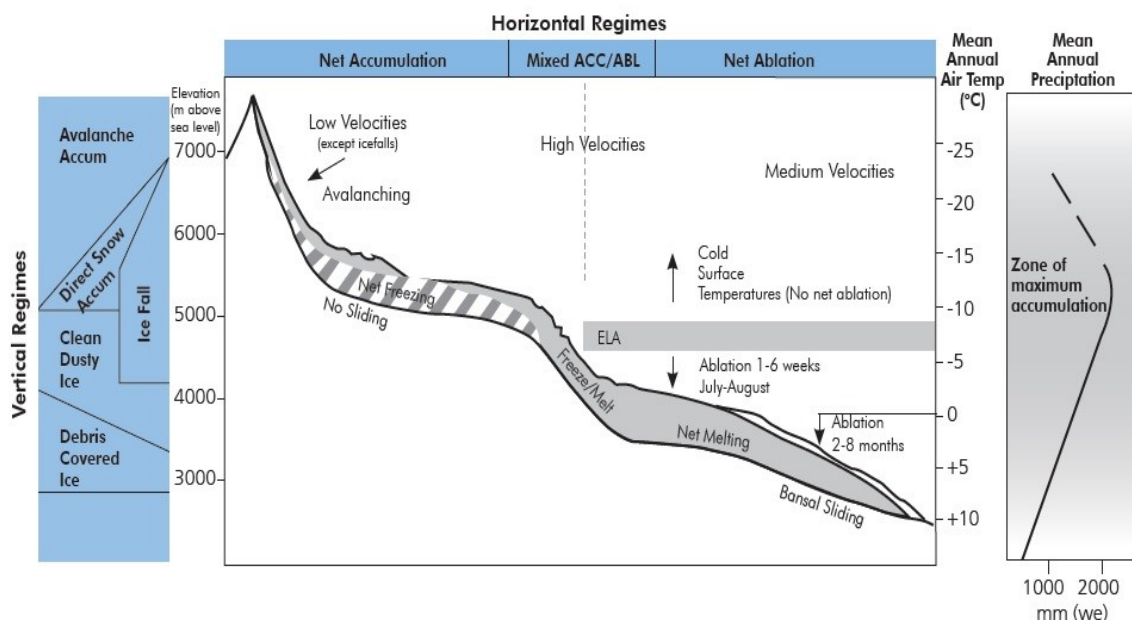 Horizontal Regimes
Net Accumulation
Mixed ACC/ABL
Net Ablation
Mean
Annual
Air Temp
(°C)
Mean
Annual
Preciptation
Vertical Regimes
Avalanche
Accum
Direct Snow
Accum
Ice Fall
Clean
Dusty
Ice
Debris
Covered
Ice
Elevation
(m above
sea level)
7000
6000
5000
4000
3000
Low Velocities
(except icefalls)
Avalanching
High Velocities
Medium Velocities
Cold
Surface
Temperatures (No net ablation)
Net Freezing
No Sliding
ELA
Freeze/Melt
Ablation 1-6 weeks
July-August
Net Melting
Ablation
2-8 months
Bansal Sliding
-25
-20
-15
-10
-5
0
+5
+10
Zone of
maximum
accumulation
1000 2000
mm (we)